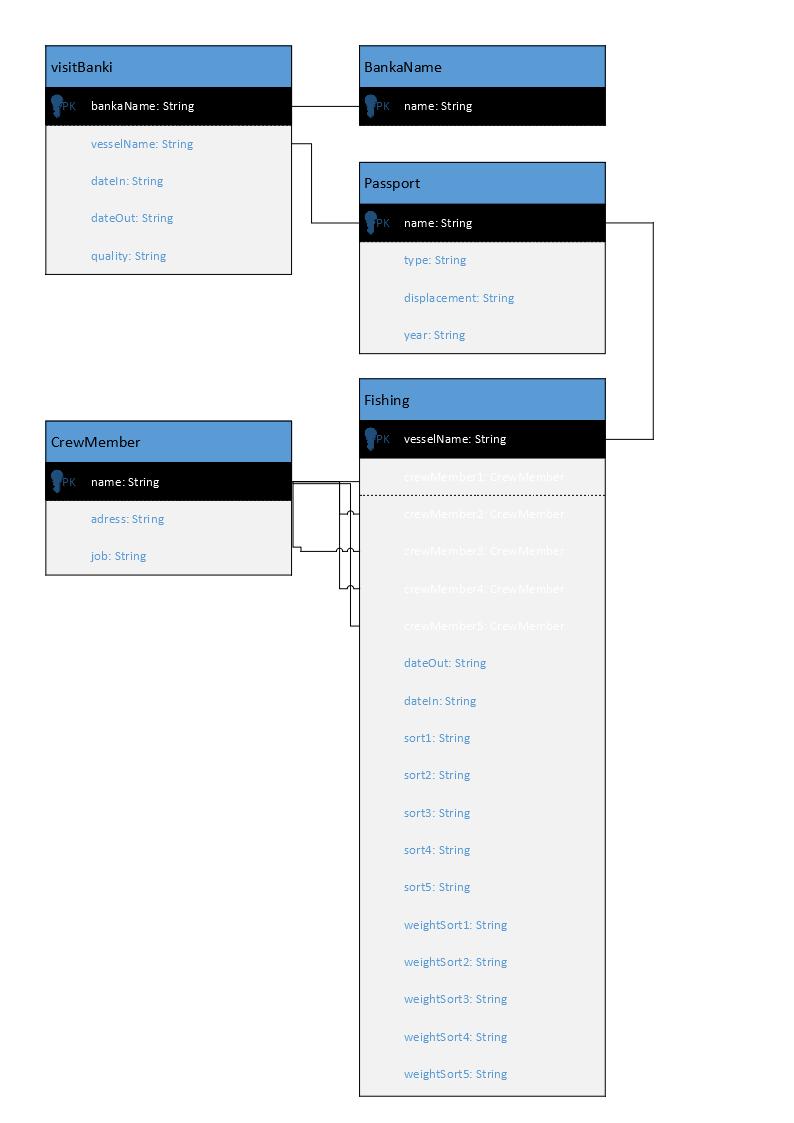 visitBanki
PK bankaName: String
vesselName: String
dateIn: String
dateOut: String
quality: String
BankaName
PK name: String
Passport
PK name: String
type: String
displacement: String
year: String
CrewMember
PK name: String
adress: String
job: String
Fishing
PK vesselName: String
crewMember1: CrewMember
crewMember2: CrewMember
crewMember3: CrewMember
crewMember4: CrewMember
crewMember5: CrewMember
dateOut: String
dateIn: String
sort1: String
sort2: String
sort3: String
sort4: String
sort5: String
weightSort1: String
weightSort2: String
weightSort3: String
weightSort4: String
weightSort5: String